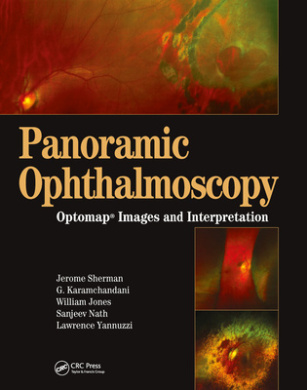 Panoramic
Ophthalmoscopy
Optomap® Images and Interpretation
Jerome Sherman
G. Karamchandani
William Jones
Sanjeev Nath
Lawrence Yannuzzi
CRC Press
Taylor & Francis Group